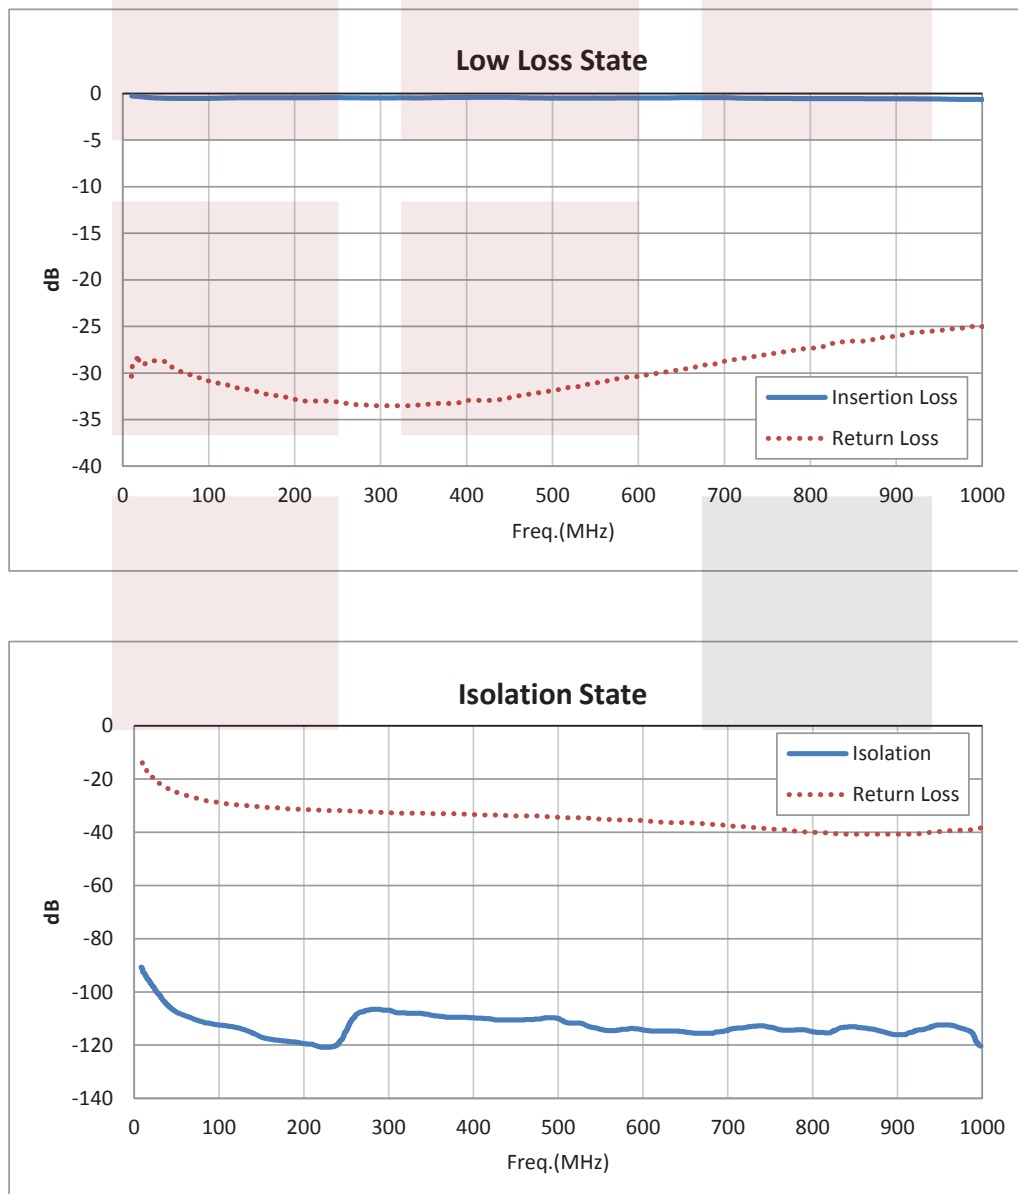 Low Loss State
0
-5
-10
-15
-20
-25
-30
-35
-40
dB
Insertion Loss
Return Loss
0 100 200 300 400 500 600 700 800 900 1000
Freq.(MHz)
Isolation State
0
-20
-40
-60
-80
-100
-120
-140
dB
Isolation
Return Loss
0 100 200 300 400 500 600 700 800 900 1000
Freq.(MHz)